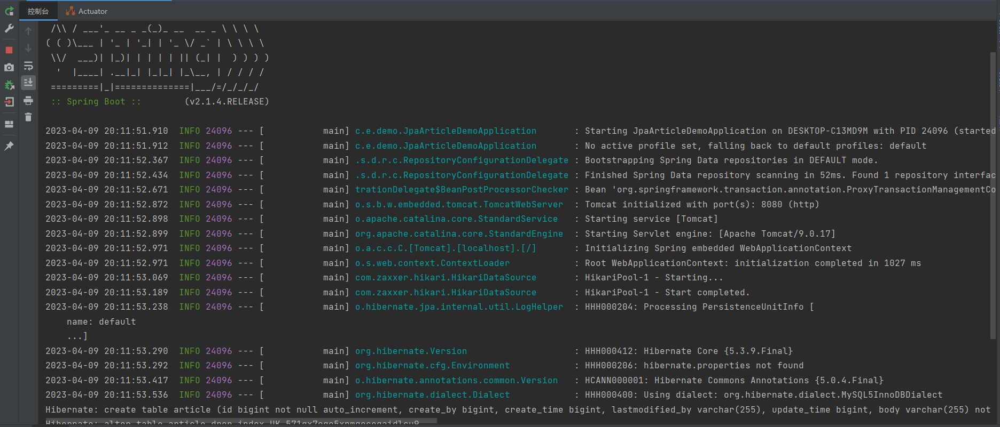 控制台 Actuator
 /\\ / ___'_ __ _ _(_)_ __  __ _ \ \ \ \
( ( )\___ | '_ | '_| | '_ \/ _` | \ \ \ \
 \\/  ___)| |_)| | | | | || (_| |  ) ) ) )
  '  |____| .__|_| |_|_| |_\__, | / / / /
 =========|_|==============|___/=/_/_/_/
 :: Spring Boot ::        (v2.1.4.RELEASE)
2023-04-09 20:11:51.910  INFO 24096 --- [           main] c.e.demo.JpaArticleDemoApplication       : Starting JpaArticleDemoApplication on DESKTOP-C13MD9M with PID 24096 (started
2023-04-09 20:11:51.912  INFO 24096 --- [           main] c.e.demo.JpaArticleDemoApplication       : No active profile set, falling back to default profiles: default
2023-04-09 20:11:52.367  INFO 24096 --- [           main] .s.d.r.c.RepositoryConfigurationDelegate : Bootstrapping Spring Data repositories in DEFAULT mode.
2023-04-09 20:11:52.434  INFO 24096 --- [           main] .s.d.r.c.RepositoryConfigurationDelegate : Finished Spring Data repository scanning in 52ms. Found 1 repository interfac
2023-04-09 20:11:52.671  INFO 24096 --- [           main] trationDelegate$BeanPostProcessorChecker : Bean 'org.springframework.transaction.annotation.ProxyTransactionManagementCo
2023-04-09 20:11:52.872  INFO 24096 --- [           main] o.s.b.w.embedded.tomcat.TomcatWebServer  : Tomcat initialized with port(s): 8080 (http)
2023-04-09 20:11:52.898  INFO 24096 --- [           main] o.apache.catalina.core.StandardService   : Starting service [Tomcat]
2023-04-09 20:11:52.899  INFO 24096 --- [           main] org.apache.catalina.core.StandardEngine  : Starting Servlet engine: [Apache Tomcat/9.0.17]
2023-04-09 20:11:52.971  INFO 24096 --- [           main] o.a.c.c.C.[Tomcat].[localhost].[/]       : Initializing Spring embedded WebApplicationContext
2023-04-09 20:11:52.971  INFO 24096 --- [           main] o.s.web.context.ContextLoader            : Root WebApplicationContext: initialization completed in 1027 ms
2023-04-09 20:11:53.069  INFO 24096 --- [           main] com.zaxxer.hikari.HikariDataSource       : HikariPool-1 - Starting...
2023-04-09 20:11:53.189  INFO 24096 --- [           main] com.zaxxer.hikari.HikariDataSource       : HikariPool-1 - Start completed.
2023-04-09 20:11:53.238  INFO 24096 --- [           main] o.hibernate.jpa.internal.util.LogHelper  : HHH000204: Processing PersistenceUnitInfo [
    name: default
    ...]
2023-04-09 20:11:53.290  INFO 24096 --- [           main] org.hibernate.Version                    : HHH000412: Hibernate Core {5.3.9.Final}
2023-04-09 20:11:53.292  INFO 24096 --- [           main] org.hibernate.cfg.Environment            : HHH000206: hibernate.properties not found
2023-04-09 20:11:53.417  INFO 24096 --- [           main] o.hibernate.annotations.common.Version   : HCANN000001: Hibernate Commons Annotations {5.0.4.Final}
2023-04-09 20:11:53.536  INFO 24096 --- [           main] org.hibernate.dialect.Dialect            : HHH000400: Using dialect: org.hibernate.dialect.MySQL5InnoDBDialect
Hibernate: create table article (id bigint not null auto_increment, create_by bigint, create_time bigint, lastmodified_by varchar(255), update_time bigint, body varchar(255) not
Hibernate: alter table article drop index